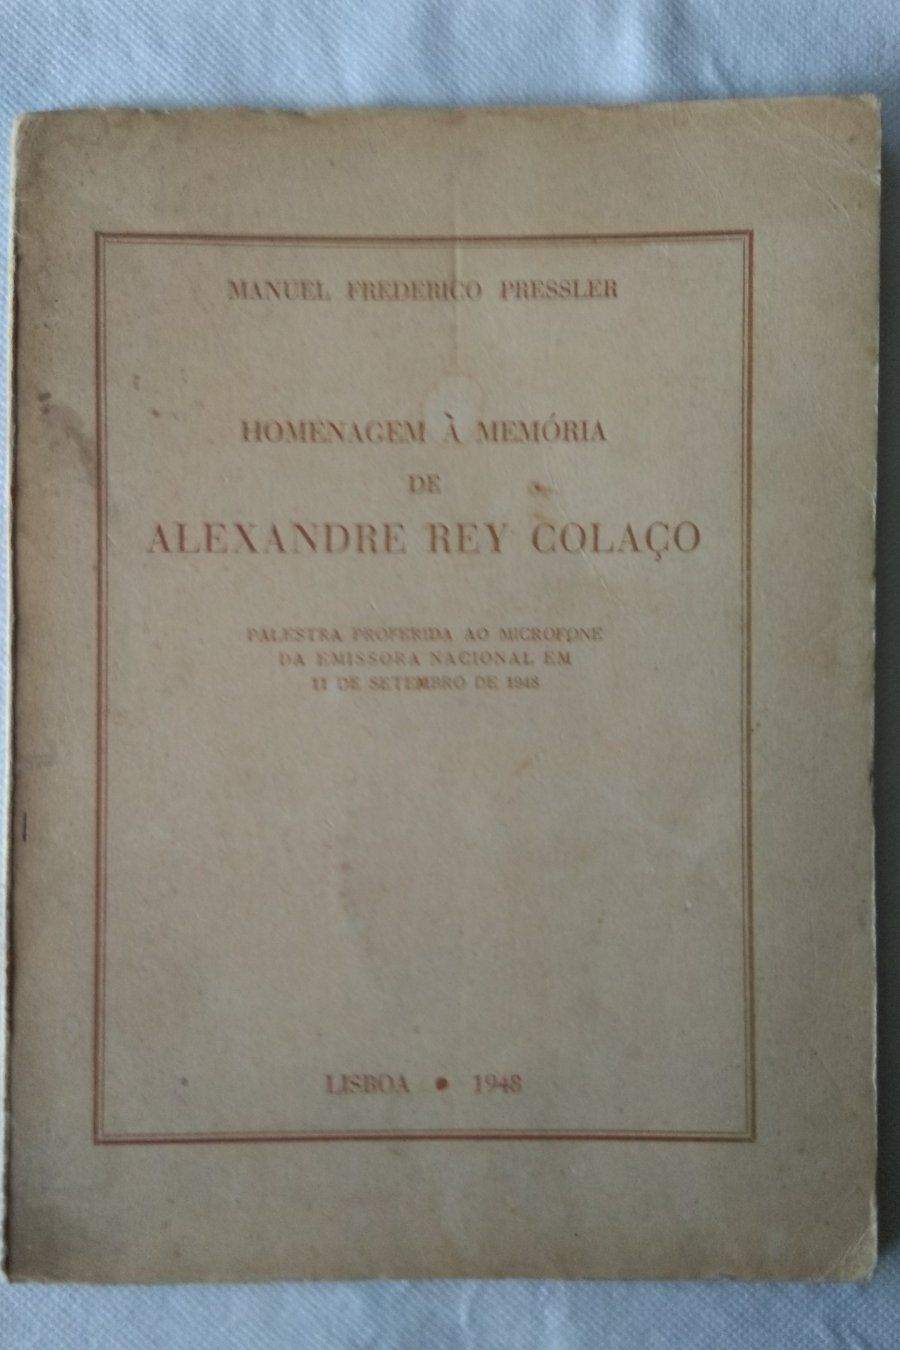 MANUEL FREDERICO PRESSLER
HOMENAGEM À MEMÓRIA
DE
ALEXANDRE REY COLAÇO
PALESTRA PROFERIDA AO MICROFONE
DA EMISSORA NACIONAL EM
11 DE SETEMBRO DE 1948
LISBOA • 1948